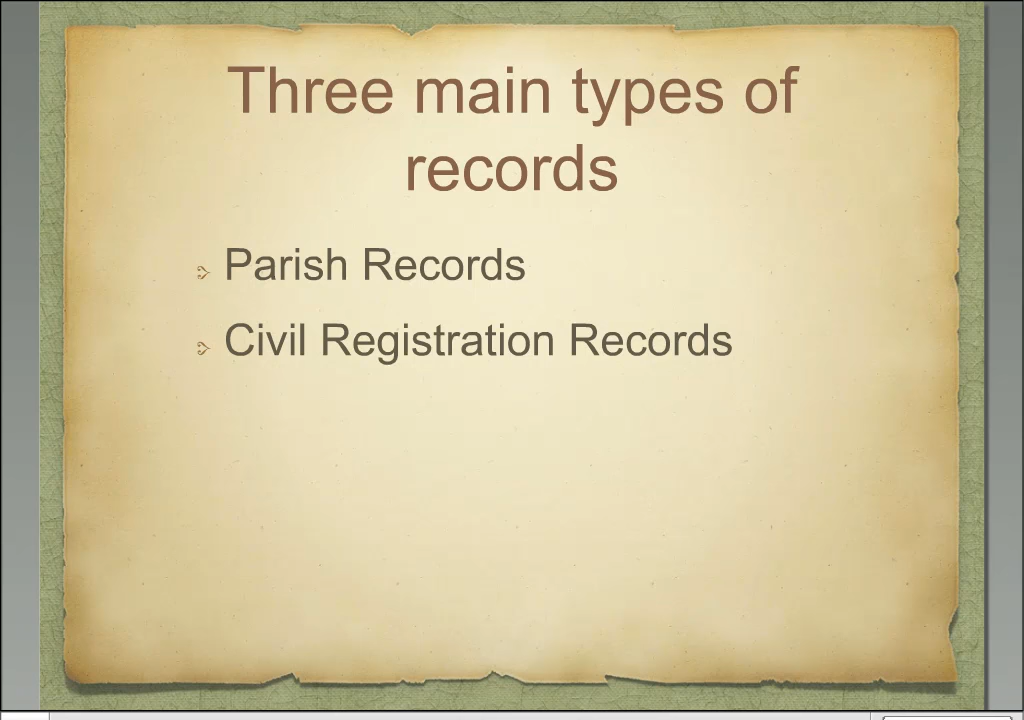 Three main types of
records
Parish Records
Civil Registration Records